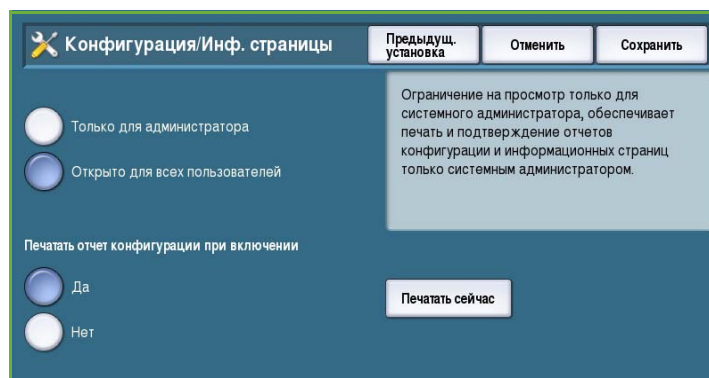 Конфигурация/Инф. страницы
Предыдущ.
установка
Отменить
Сохранить
Только для администратора
Открыто для всех пользователей
Ограничение на просмотр только для
системного администратора, обеспечивает
печать и подтверждение отчетов
конфигурации и информационных страниц
только системным администратором.
Печатать отчет конфигурации при включении
Да
Нет
Печатать сейчас